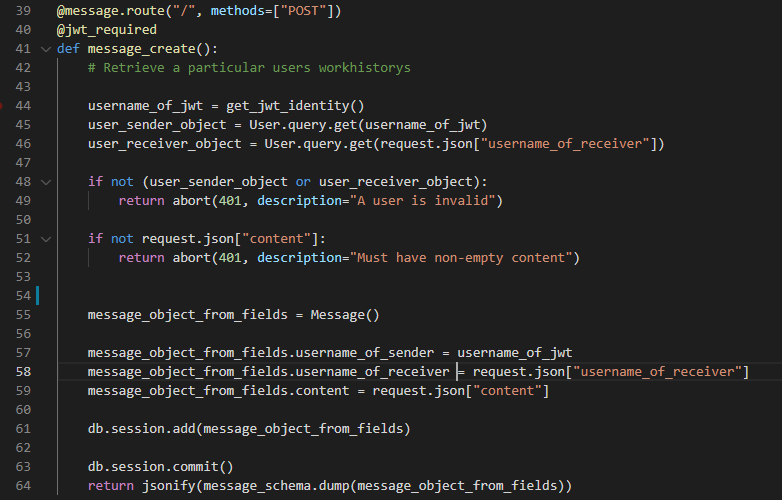 39 @message.route("/", methods=["POST"])
40 @jwt_required
41 def message_create():
42     # Retrieve a particular users workhistorys
43
44     username_of_jwt = get_jwt_identity()
45     user_sender_object = User.query.get(username_of_jwt)
46     user_receiver_object = User.query.get(request.json["username_of_receiver"])
47
48     if not (user_sender_object or user_receiver_object):
49         return abort(401, description="A user is invalid")
50
51     if not request.json["content"]:
52         return abort(401, description="Must have non-empty content")
53
54
55     message_object_from_fields = Message()
56
57     message_object_from_fields.username_of_sender = username_of_jwt
58     message_object_from_fields.username_of_receiver = request.json["username_of_receiver"]
59     message_object_from_fields.content = request.json["content"]
60
61     db.session.add(message_object_from_fields)
62
63     db.session.commit()
64     return jsonify(message_schema.dump(message_object_from_fields))